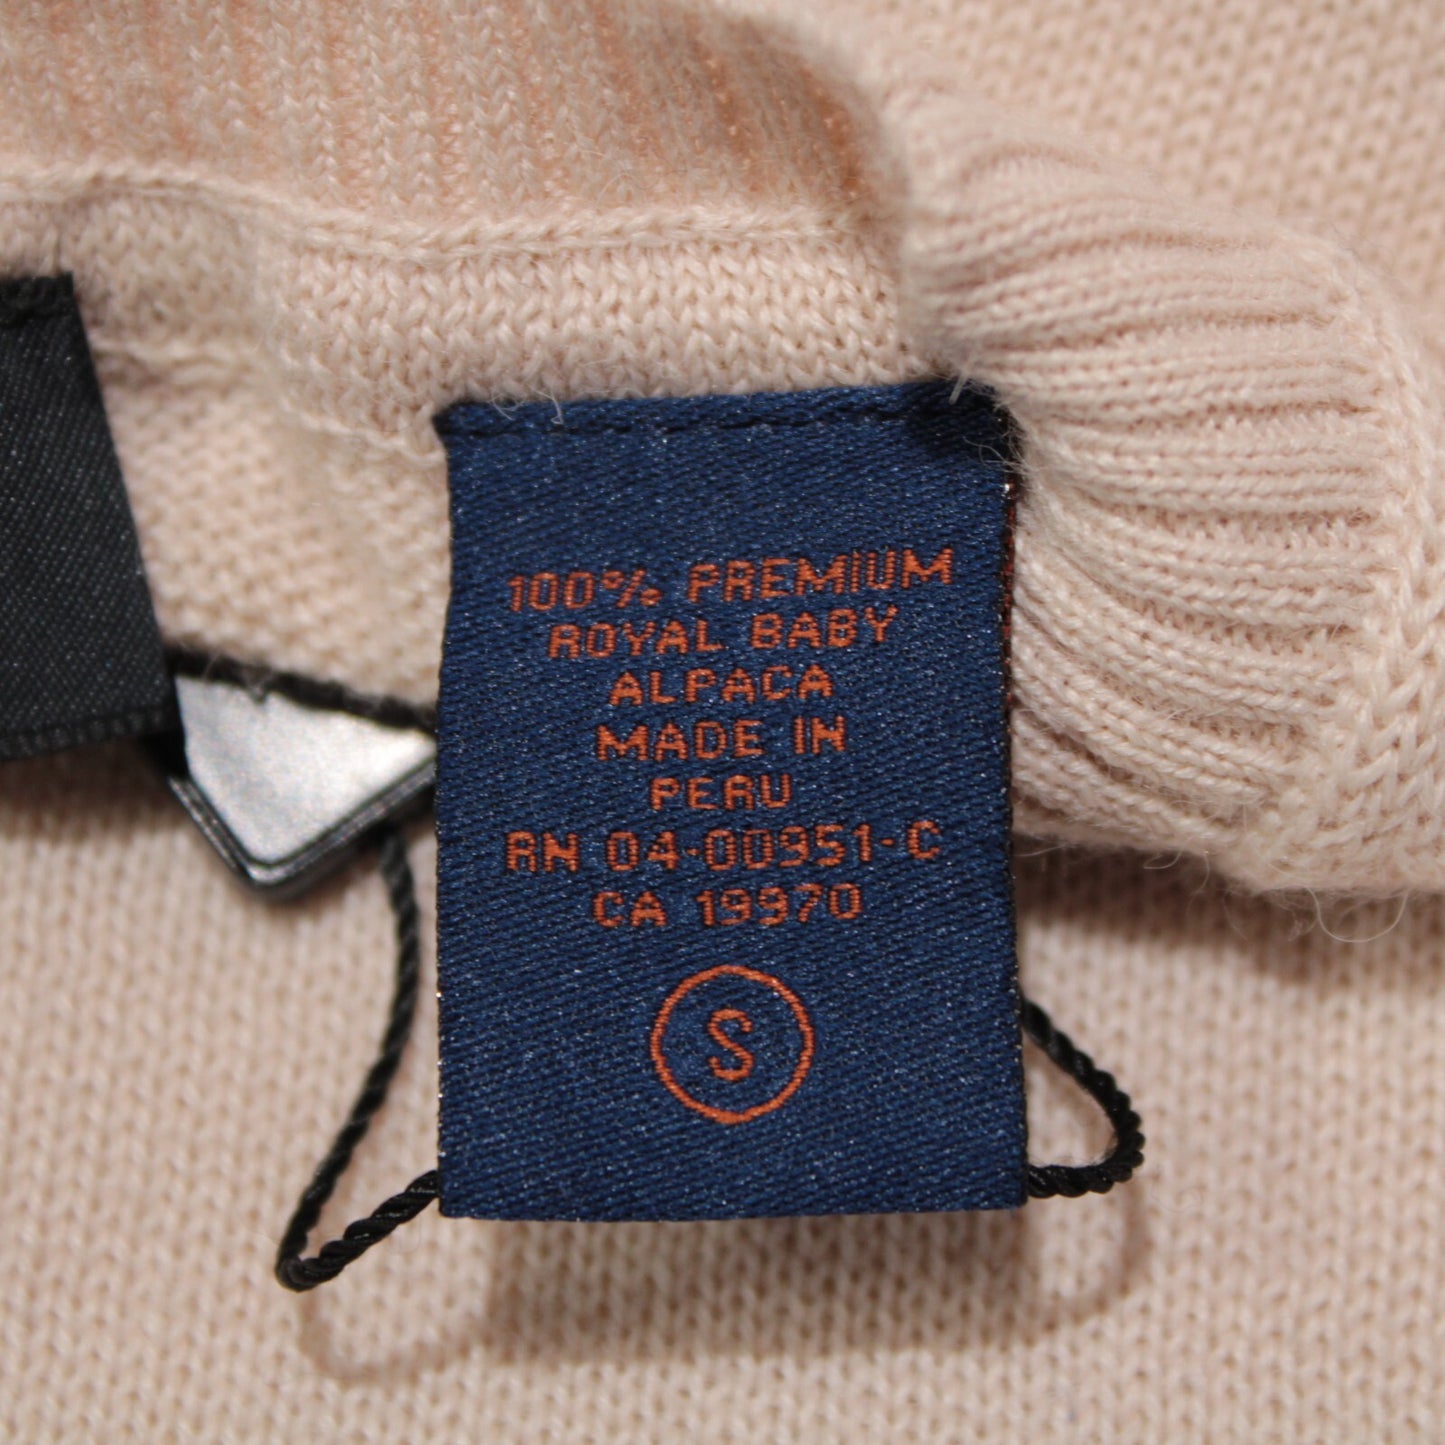 100% PREMIUM
ROYAL BABY
ALPACA
MADE IN
PERU
RN 04-00951-C
CA 19970
S